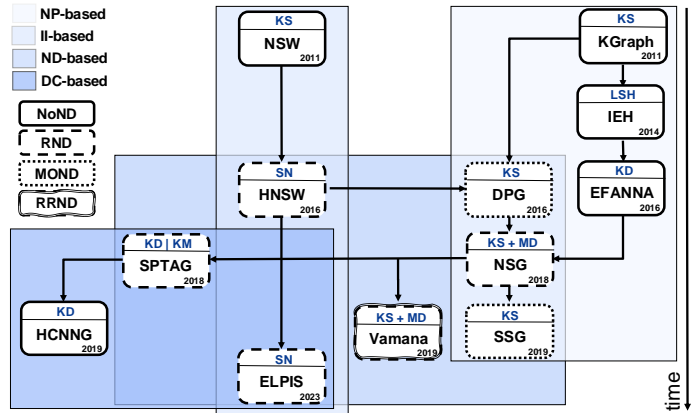 NP-based
II-based
ND-based
DC-based
NoND
RND
MOND
RRND
KS
NSW
2011
KS
KGraph
2011
LSH
IEH
2014
SN
HNSW
2016
KS
DPG
2016
KD
EFANNA
2016
KD | KM
SPTAG
2018
KS + MD
NSG
2018
KD
HCNNG
2019
KS + MD
Vamana
2019
KS
SSG
2019
SN
ELPIS
2023
time